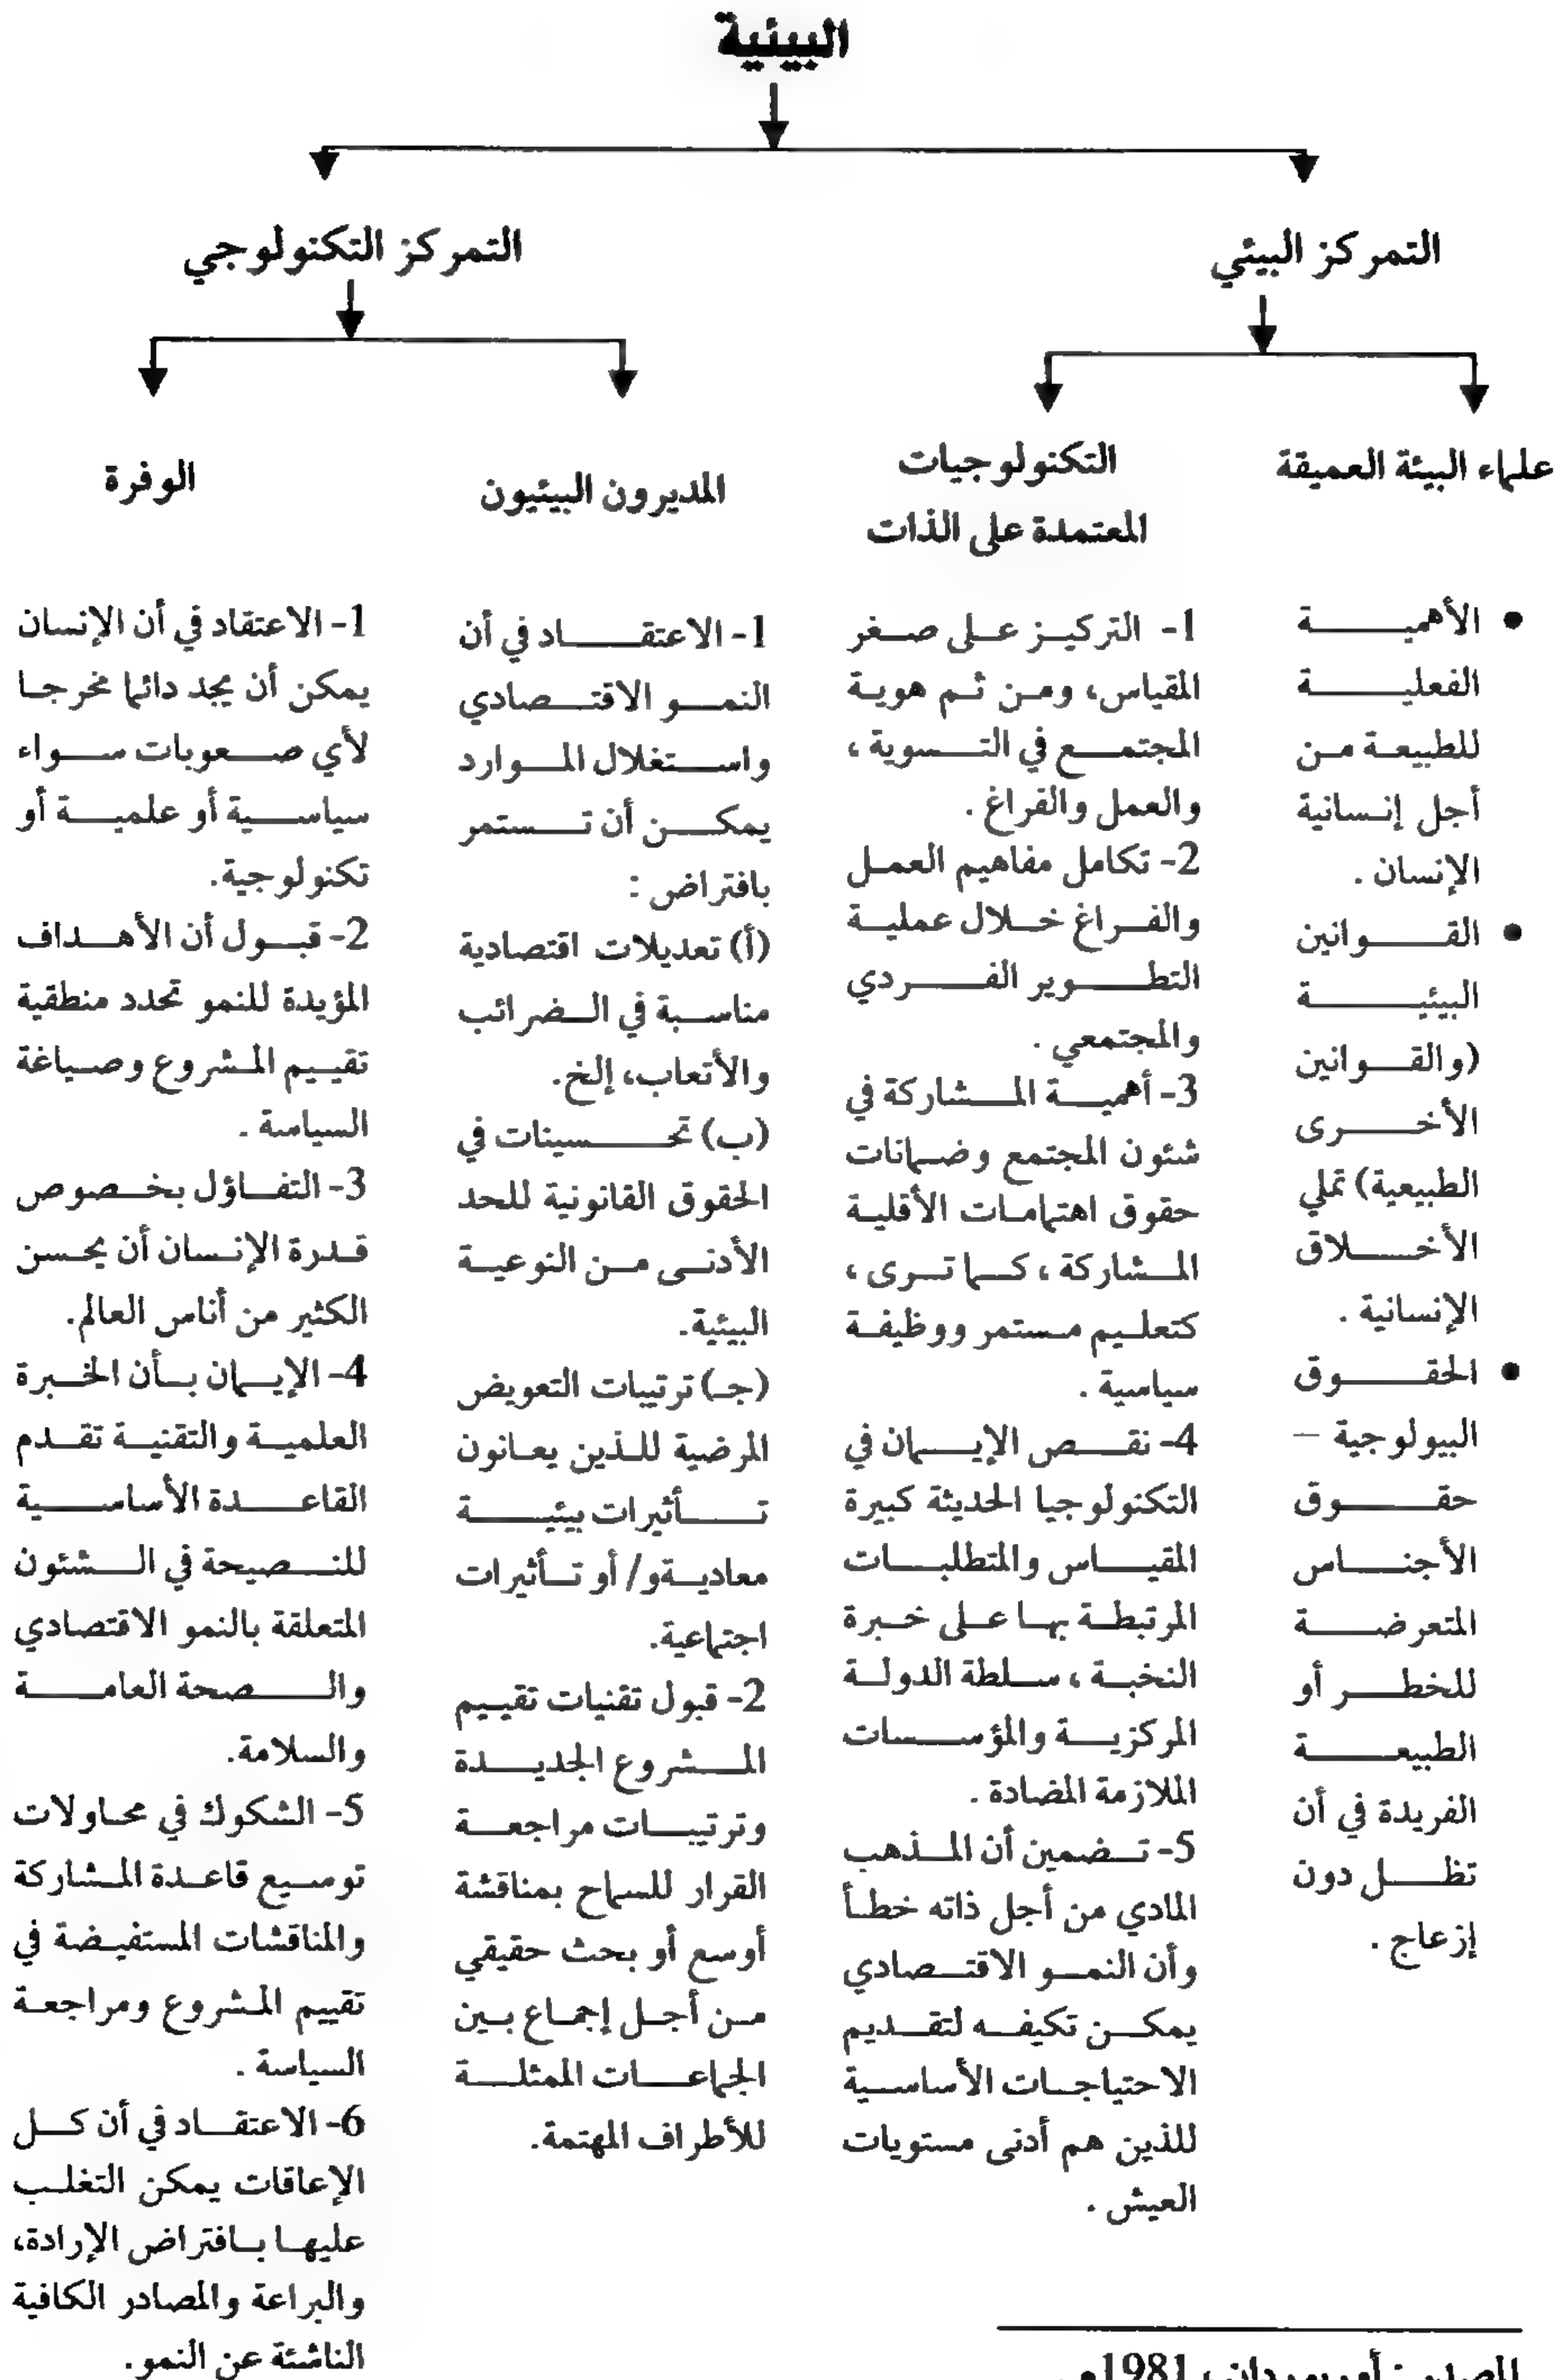 البيئية
التمركز البيئي
التمركز التكنولوجي
علماء البيئة العميقة
التكنولوجيات
المعتمدة على الذات
المديرون البيئيون
الوفرة
• الأهمية
الفعلية
للطبيعة من
أجل إنسانية
الإنسان .
• القوانين
البيئية
(والقوانين
الأخرى
الطبيعية) تملي
الأخلاق
الإنسانية .
• الحقوق
البيولوجية –
حقوق
الأجناس
المتعرضة
للخطر أو
الطبيعة
الفريدة في أن
تظل دون
إزعاج .
1- التركيز على صغر
المقياس، ومن ثم هوية
المجتمع في التسوية ،
والعمل والفراغ .
2- تكامل مفاهيم العمل
والفراغ خلال عملية
التطوير الفردي
والمجتمعي .
3- أهمية المشاركة في
شئون المجتمع وضمانات
حقوق اهتمامات الأقلية
المشاركة ، كما ترى ،
كتعليم مستمر ووظيفة
سياسية .
4- نقص الإيمان في
التكنولوجيا الحديثة كبيرة
المقياس والمتطلبات
المرتبطة بها على خبرة
النخبة ، سلطة الدولة
المركزية والمؤسسات
الملازمة المضادة .
5- تضمين أن المذهب
المادي من أجل ذاته خطأ
وأن النمو الاقتصادي
يمكن تكيفه لتقديم
الاحتياجات الأساسية
للذين هم أدنى مستويات
العيش .
1- الاعتقاد في أن
النمو الاقتصادي
واستغلال الموارد
يمكن أن تستمر
بافتراض :
(أ) تعديلات اقتصادية
مناسبة في الضرائب
والأتعاب، إلخ.
(ب) تحسينات في
الحقوق القانونية للحد
الأدنى من النوعية
البيئية.
(جـ) ترتيبات التعويض
المرضية للذين يعانون
تأثيرات بيئية
معاديةو/ أو تأثيرات
اجتماعية.
2- قبول تقنيات تقييم
المشروع الجديدة
وترتيبات مراجعة
القرار للسماح بمناقشة
أوسع أو بحث حقيقي
من أجل إجماع بين
الجماعات الممثلة
للأطراف المهتمة.
1- الاعتقاد في أن الإنسان
يمكن أن يجد دائما مخرجا
لأي صعوبات سواء
سياسية أو علمية أو
تكنولوجية.
2- قبول أن الأهداف
المؤيدة للنمو تحدد منطقية
تقييم المشروع وصياغة
السياسة .
3- التفاؤل بخصوص
قدرة الإنسان أن يحسن
الكثير من أناس العالم.
4- الإيمان بأن الخبرة
العلمية والتقنية تقدم
القاعدة الأساسية
للنصيحة في الشئون
المتعلقة بالنمو الاقتصادي
والصحة العامة
والسلامة.
5- الشكوك في محاولات
توسيع قاعدة المشاركة
والمناقشات المستفيضة في
تقييم المشروع ومراجعة
السياسة .
6- الاعتقاد في أن كل
الإعاقات يمكن التغلب
عليها بافتراض الإرادة،
والبراعة والمصادر الكافية
الناشئة عن النمو.
المصدر : ، 1981م